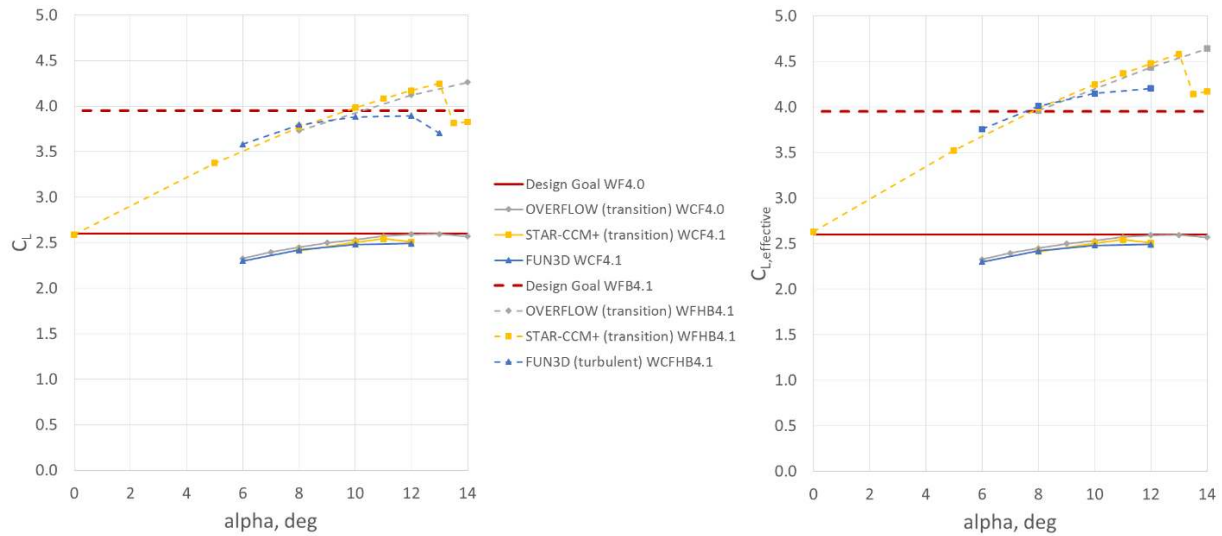 5.0
4.5
4.0
3.5
3.0
2.5
2.0
1.5
1.0
0.5
0.0
C_L
0 2 4 6 8 10 12 14
alpha, deg
Design Goal WF4.0
OVERFLOW (transition) WCF4.0
STAR-CCM+ (transition) WCF4.1
FUN3D WCF4.1
Design Goal WFB4.1
OVERFLOW (transition) WFHB4.1
STAR-CCM+ (transition) WFHB4.1
FUN3D (turbulent) WCFHB4.1
5.0
4.5
4.0
3.5
3.0
2.5
2.0
1.5
1.0
0.5
0.0
C_L,effective
0 2 4 6 8 10 12 14
alpha, deg